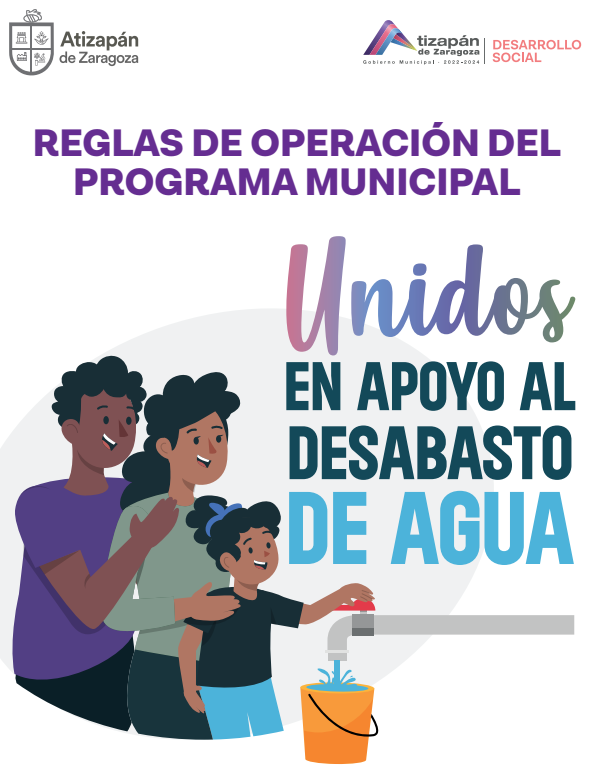 Atizapán
de Zaragoza
Atizapán
de Zaragoza
Gobierno Municipal · 2022-2024
DESARROLLO
SOCIAL
REGLAS DE OPERACIÓN DEL
PROGRAMA MUNICIPAL
Unidos
EN APOYO AL
DESABASTO
DE AGUA